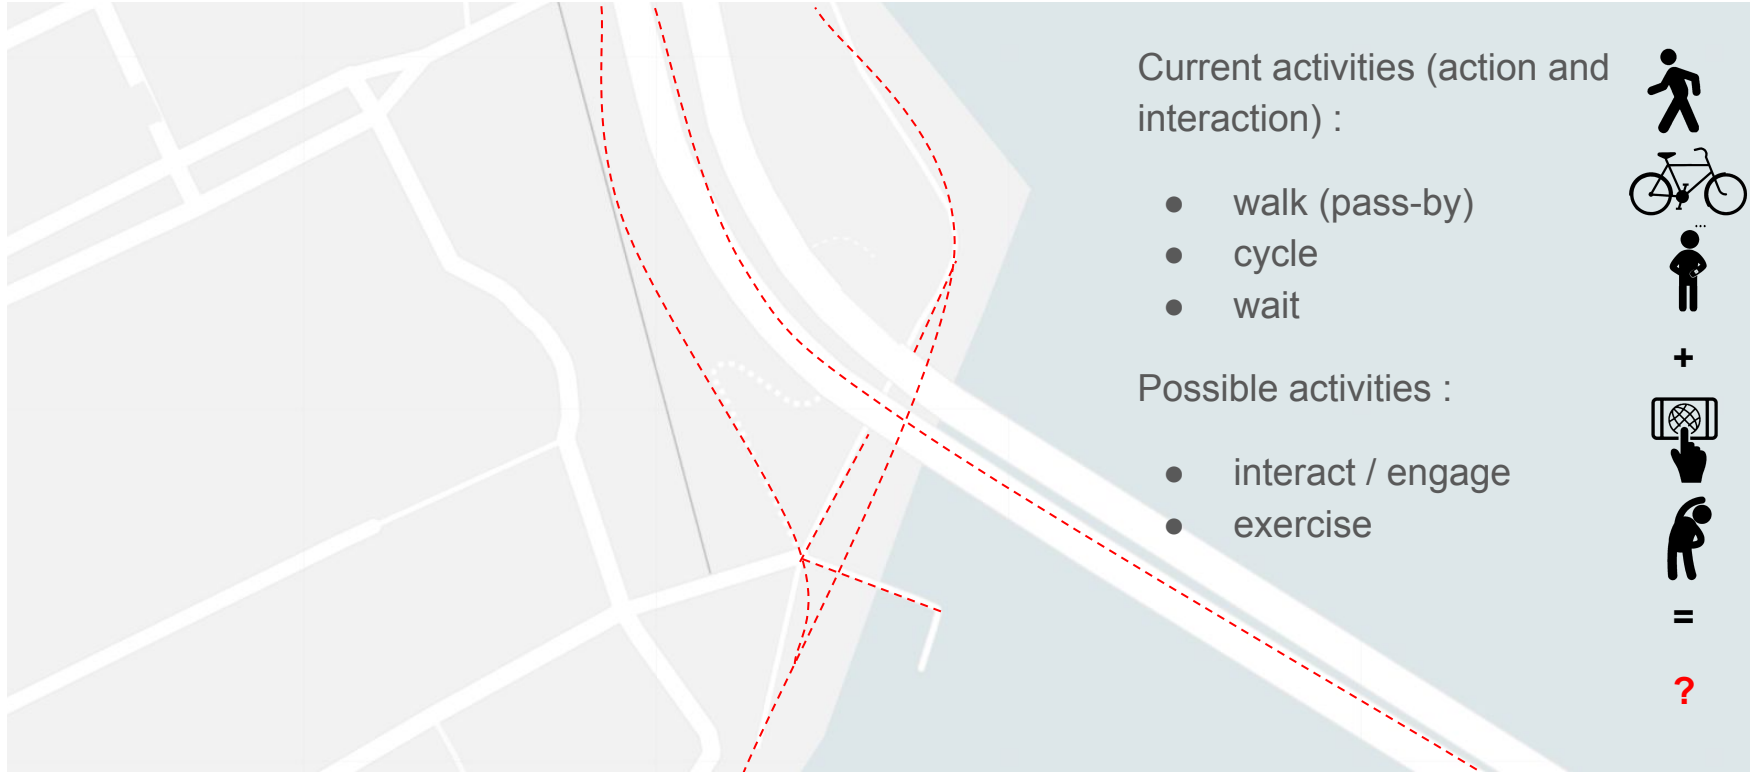 Current activities (action and
interaction) :
● walk (pass-by)
● cycle
● wait
Possible activities :
● interact / engage
● exercise
...
+
=
?